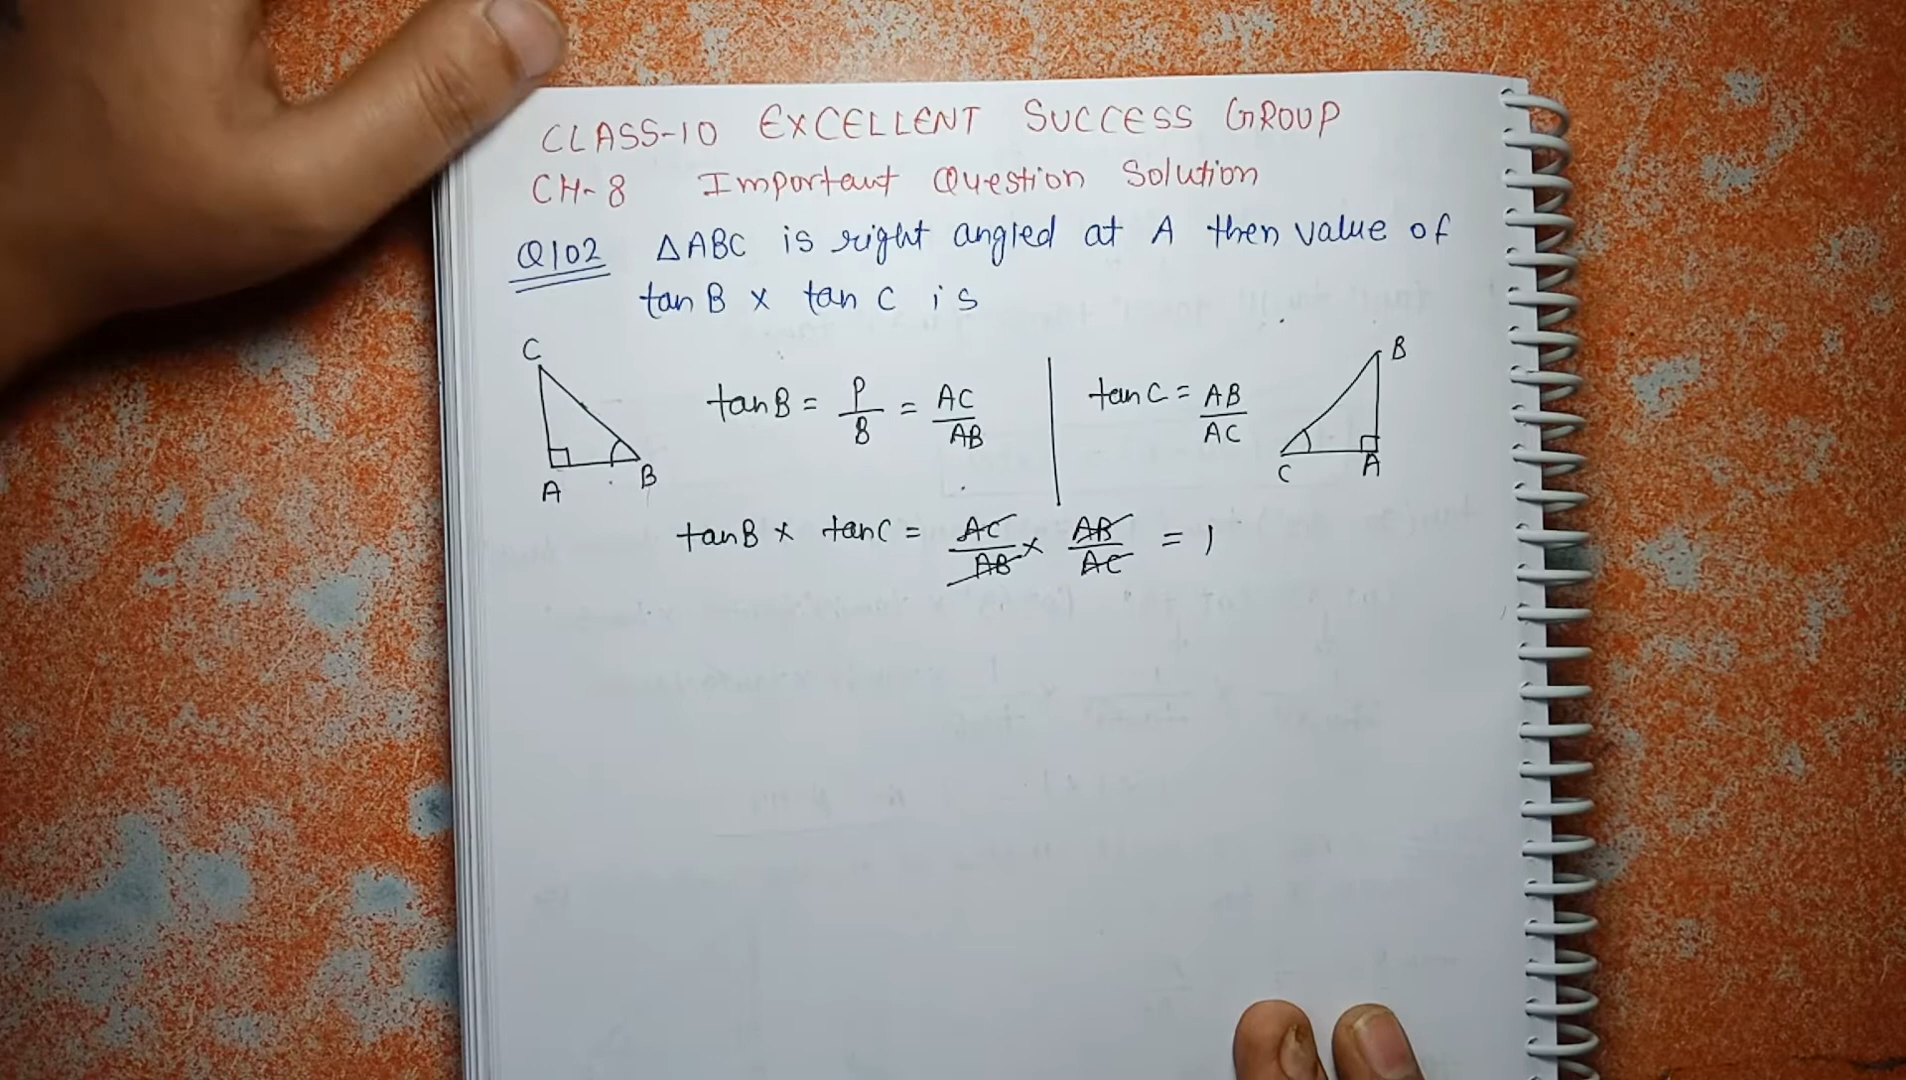 CLASS-10 EXCELLENT SUCCESS GROUP
CH-8 Important Question Solution
Q102 △ABC is right angled at A then value of
tan B x tan C is
C
A
B
tanB = P/B = AC/AB
tanC = AB/AC
B
C
A
tanB x tanC = AC/AB x AB/AC = 1